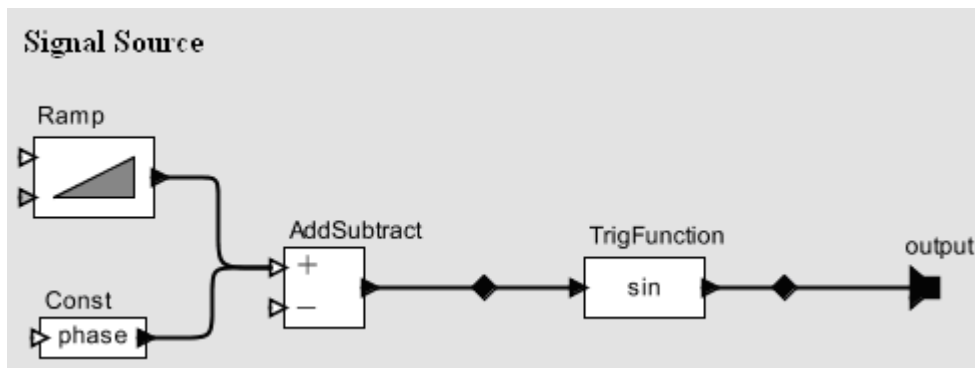 Signal Source
Ramp
AddSubtract
+
−
TrigFunction
sin
output
Const
phase